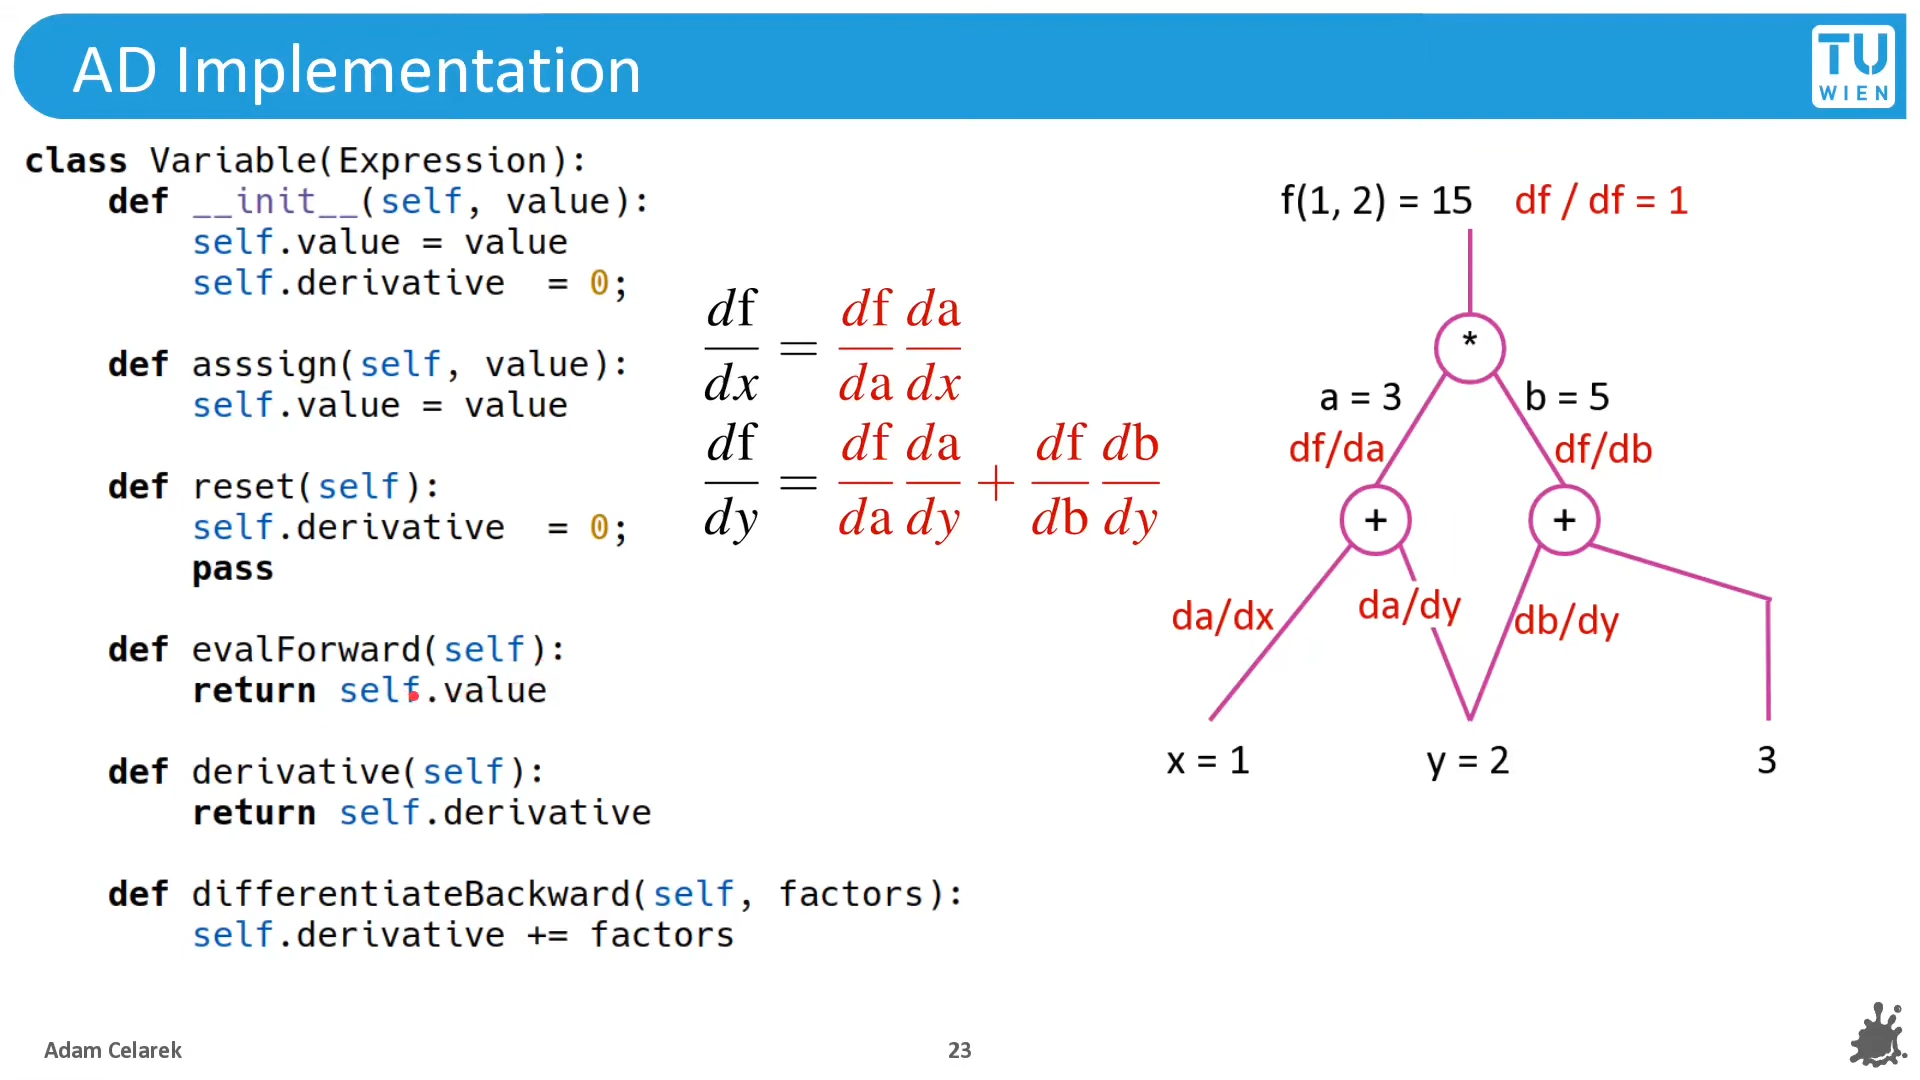 AD Implementation
TU
WIEN
class Variable(Expression):
def __init__(self, value):
self.value = value
self.derivative  = 0;
def asssign(self, value):
self.value = value
def reset(self):
self.derivative  = 0;
pass
def evalForward(self):
return self.value
def derivative(self):
return self.derivative
def differentiateBackward(self, factors):
self.derivative += factors
df/dx = df/da da/dx
df/dy = df/da da/dy + df/db db/dy
f(1, 2) = 15 df / df = 1
*
a = 3 b = 5
df/da df/db
+ +
da/dx da/dy db/dy
x = 1 y = 2 3
Adam Celarek 23